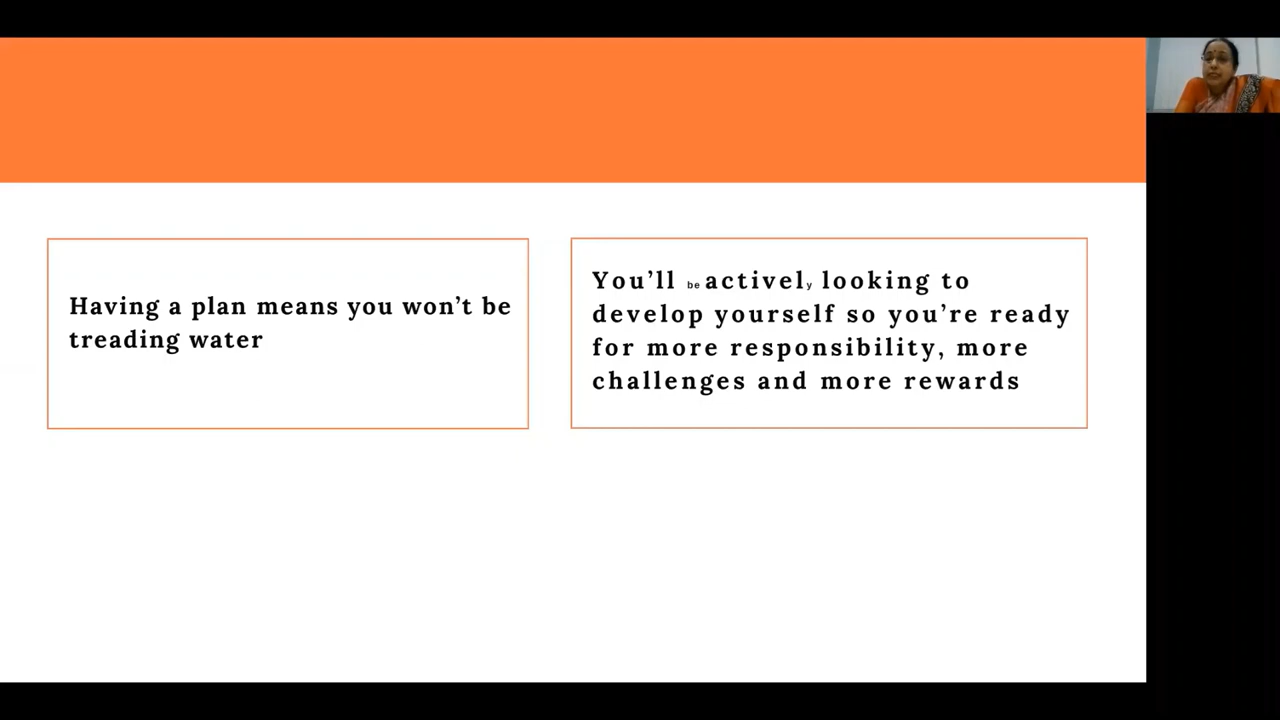 Having a plan means you won’t be
treading water
You’ll be actively looking to
develop yourself so you’re ready
for more responsibility, more
challenges and more rewards